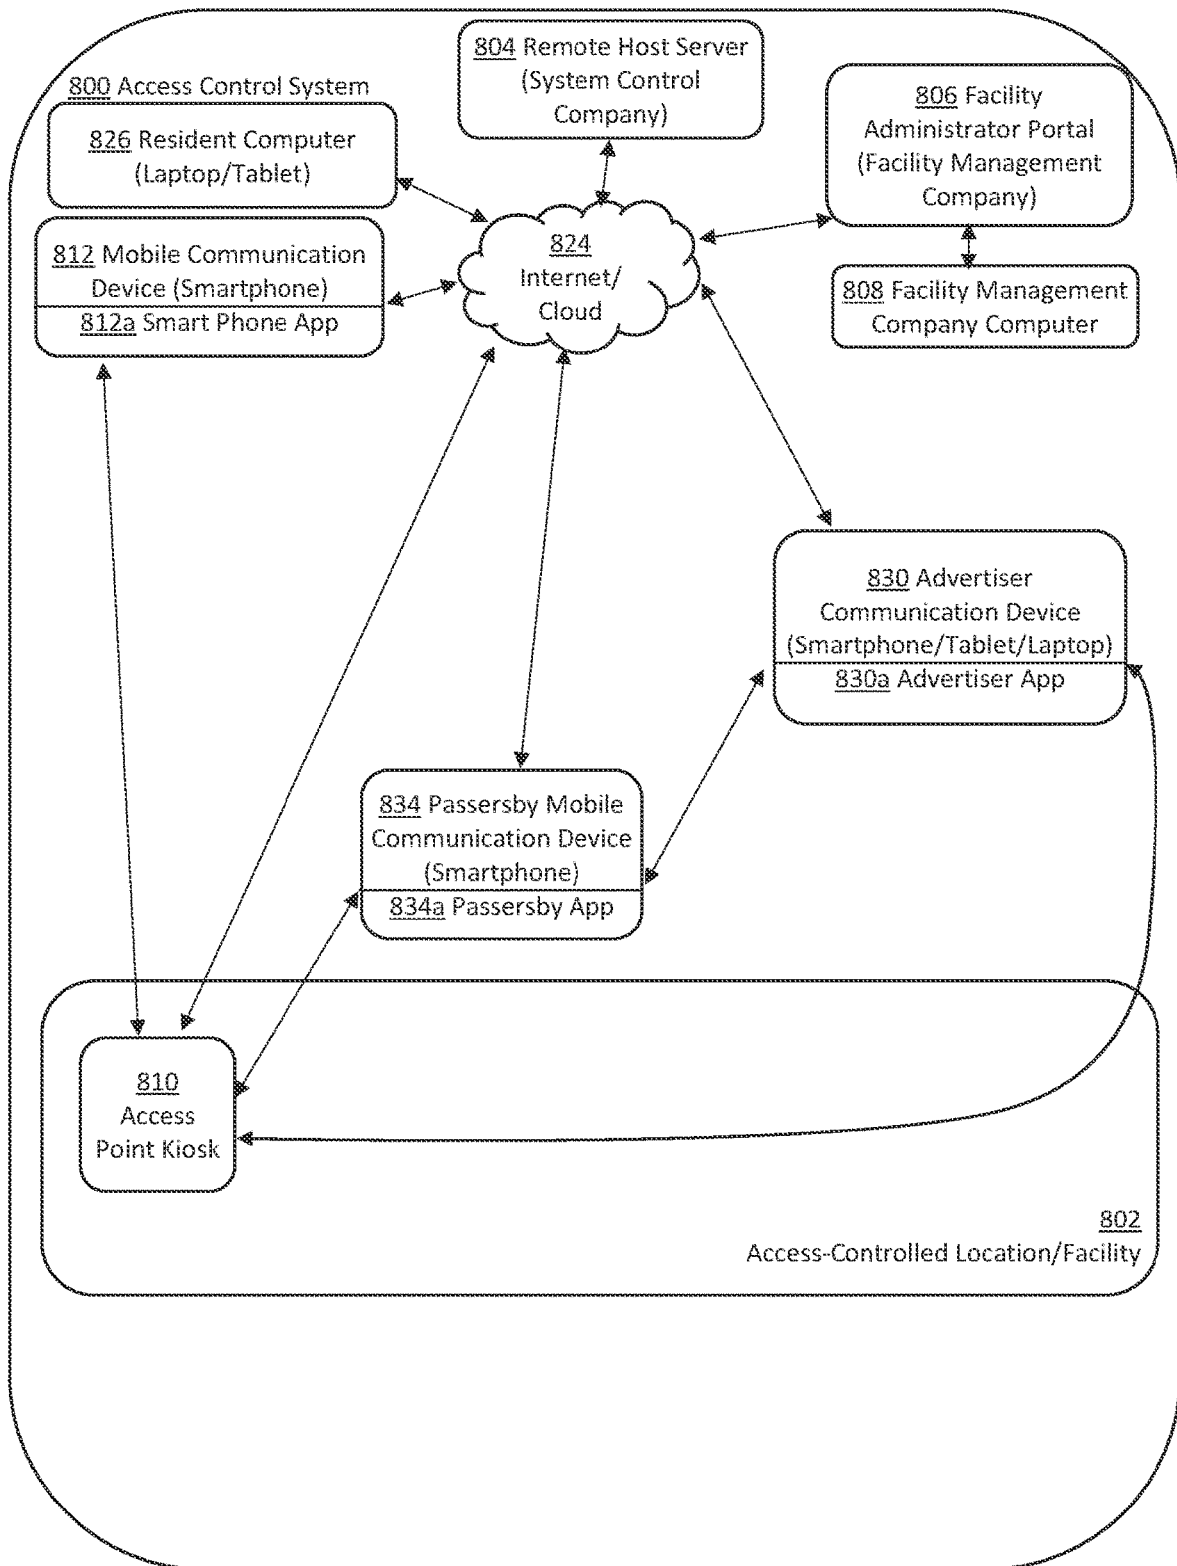 804 Remote Host Server
(System Control
Company)
800 Access Control System
826 Resident Computer
(Laptop/Tablet)
806 Facility
Administrator Portal
(Facility Management
Company)
812 Mobile Communication
Device (Smartphone)
812a Smart Phone App
824
Internet/
Cloud
808 Facility Management
Company Computer
830 Advertiser
Communication Device
(Smartphone/Tablet/Laptop)
830a Advertiser App
834 Passersby Mobile
Communication Device
(Smartphone)
834a Passersby App
810
Access
Point Kiosk
802
Access-Controlled Location/Facility